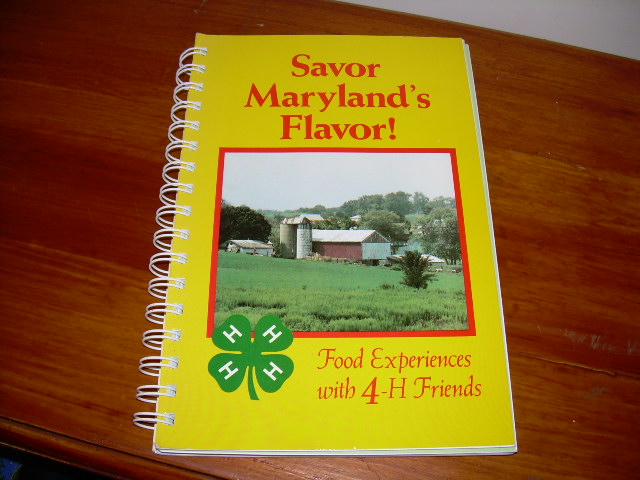 Savor
Maryland's
Flavor!
H H
H H
Food Experiences
with 4-H Friends